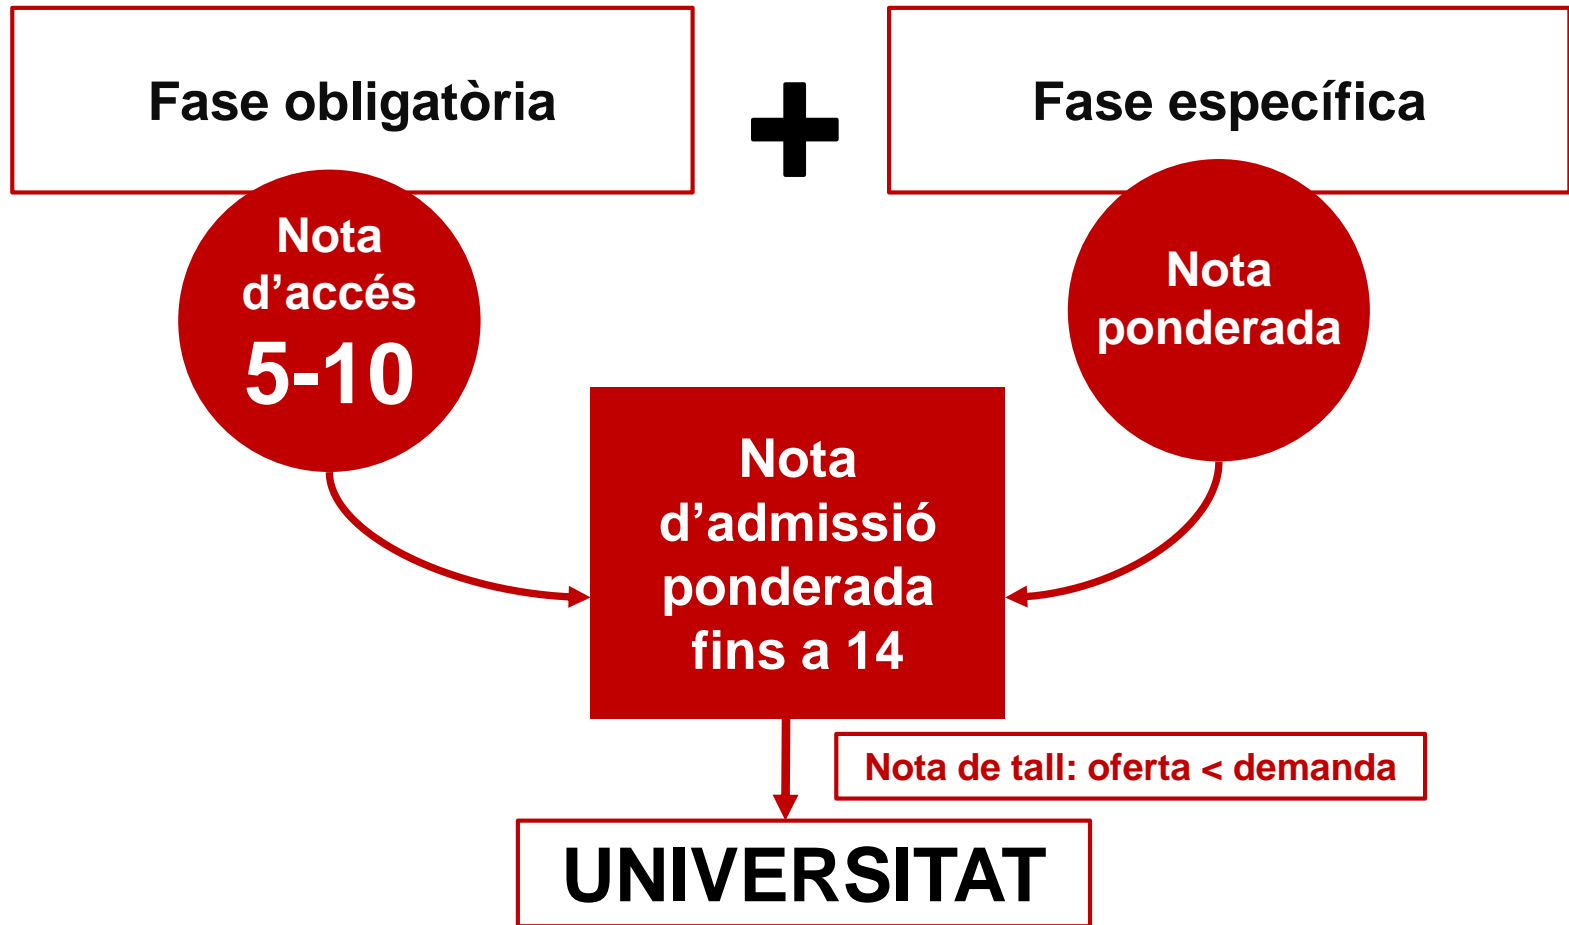 Fase obligatòria
+
Fase específica
Nota
d’accés
5-10
Nota
ponderada
Nota
d’admissió
ponderada
fins a 14
Nota de tall: oferta < demanda
UNIVERSITAT